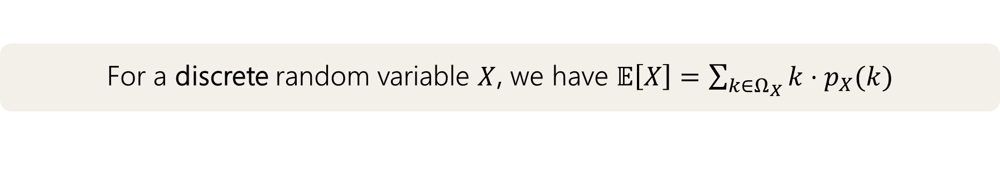 For a discrete random variable 𝑋, we have 𝔼[𝑋] = ∑_{𝑘∈Ω_𝑋} 𝑘 · 𝑝_𝑋(𝑘)